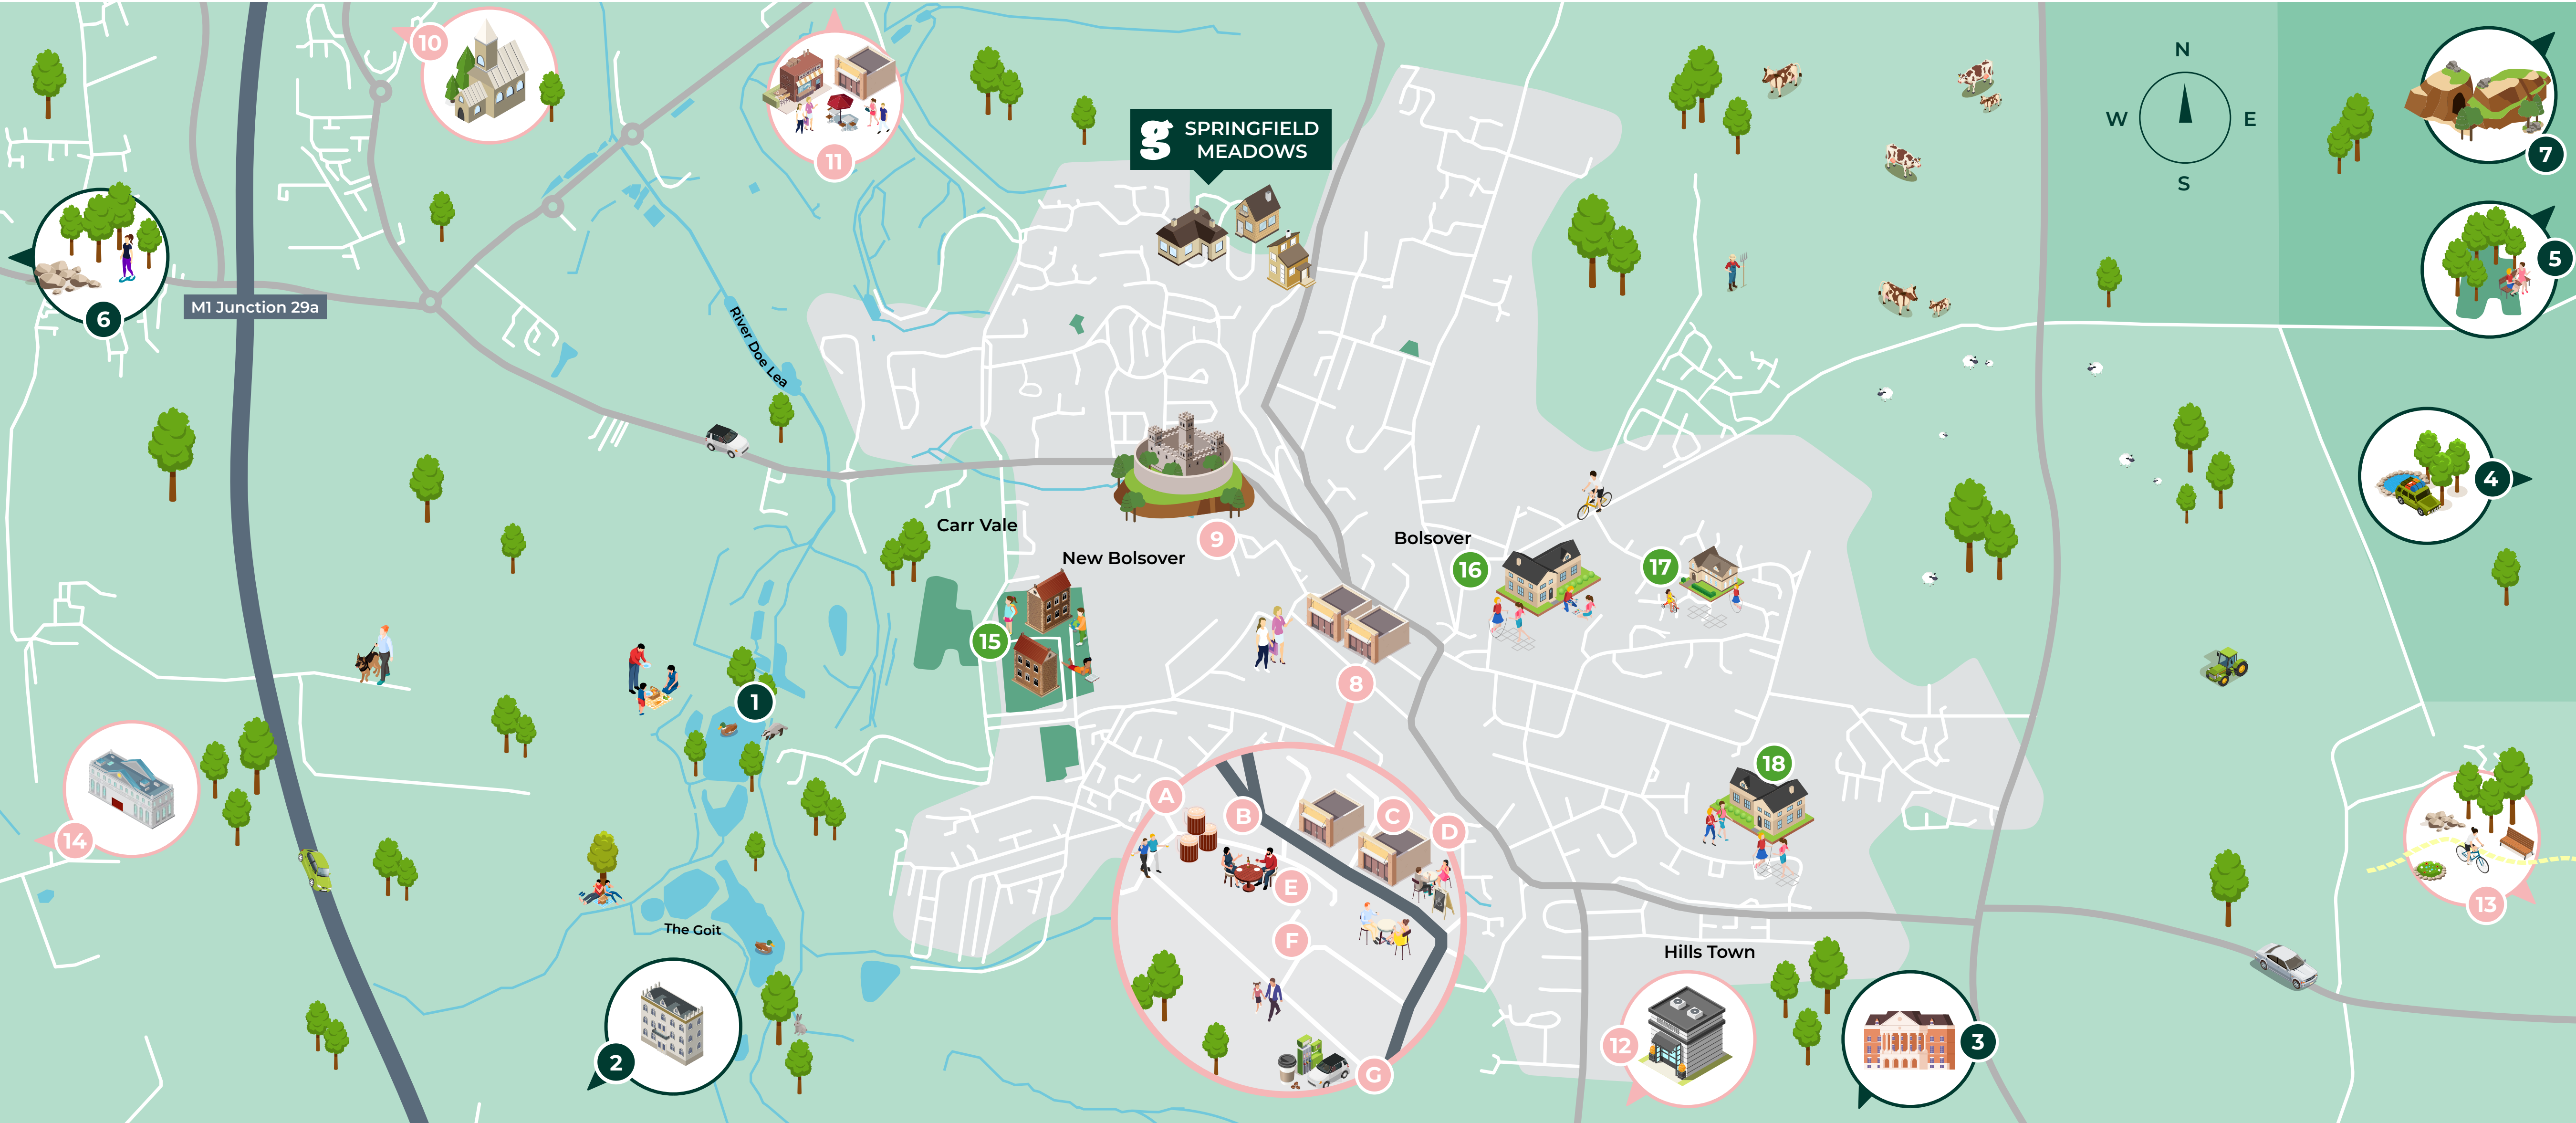 10
11
g SPRINGFIELD
MEADOWS
N
W
E
S
7
5
6
M1 Junction 29a
River Doe Lea
4
Carr Vale
New Bolsover
9
Bolsover
16
17
15
8
1
18
14
A
B
C
D
E
F
G
13
The Goit
Hills Town
2
12
3